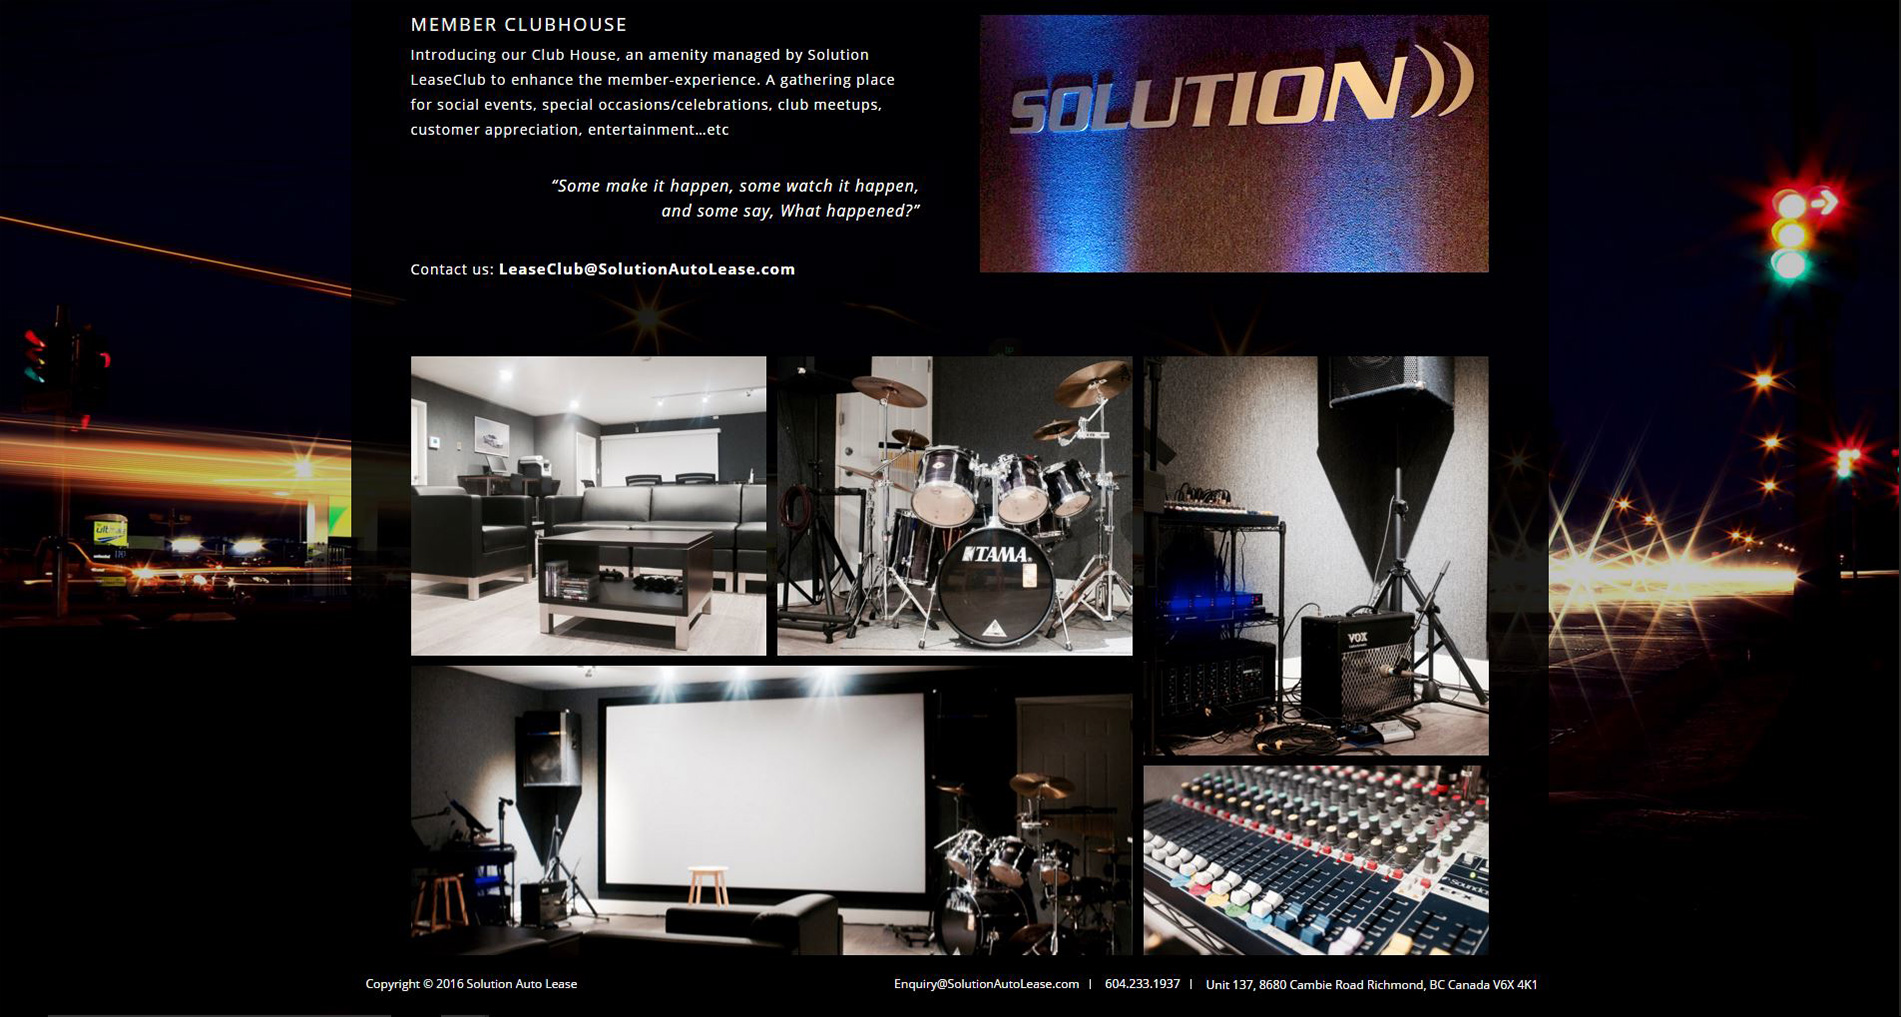 MEMBER CLUBHOUSE
Introducing our Club House, an amenity managed by Solution
LeaseClub to enhance the member-experience. A gathering place
for social events, special occasions/celebrations, club meetups,
customer appreciation, entertainment...etc
“Some make it happen, some watch it happen,
and some say, What happened?”
Contact us: LeaseClub@SolutionAutoLease.com
SOLUTION
TAMA
VOX
Copyright © 2016 Solution Auto Lease
Enquiry@SolutionAutoLease.com | 604.233.1937 | Unit 137, 8680 Cambie Road Richmond, BC Canada V6X 4K1